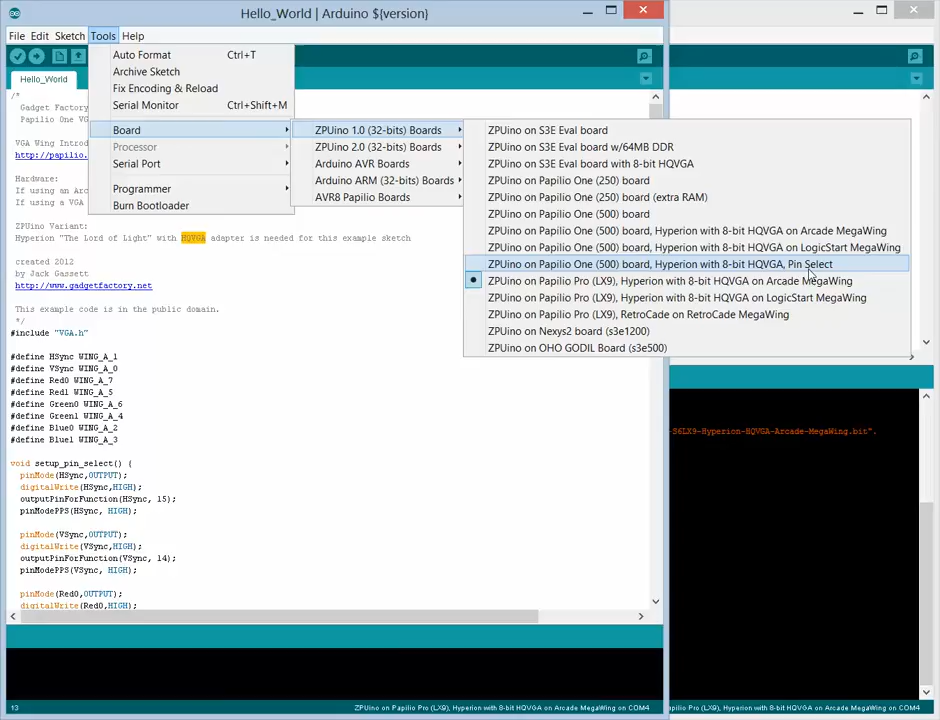 Hello_World | Arduino ${version}
File Edit Sketch Tools Help
Hello_World
Auto Format Ctrl+T
Archive Sketch
Fix Encoding & Reload
Serial Monitor Ctrl+Shift+M
Board
Processor
Serial Port
Programmer
Burn Bootloader
ZPUino 1.0 (32-bits) Boards
ZPUino 2.0 (32-bits) Boards
Arduino AVR Boards
Arduino ARM (32-bits) Boards
AVR8 Papilio Boards
ZPUino on S3E Eval board
ZPUino on S3E Eval board w/64MB DDR
ZPUino on S3E Eval board with 8-bit HQVGA
ZPUino on Papilio One (250) board
ZPUino on Papilio One (250) board (extra RAM)
ZPUino on Papilio One (500) board
ZPUino on Papilio One (500) board, Hyperion with 8-bit HQVGA on Arcade MegaWing
ZPUino on Papilio One (500) board, Hyperion with 8-bit HQVGA on LogicStart MegaWing
ZPUino on Papilio One (500) board, Hyperion with 8-bit HQVGA, Pin Select
ZPUino on Papilio Pro (LX9), Hyperion with 8-bit HQVGA on Arcade MegaWing
ZPUino on Papilio Pro (LX9), Hyperion with 8-bit HQVGA on LogicStart MegaWing
ZPUino on Papilio Pro (LX9), RetroCade on RetroCade MegaWing
ZPUino on Nexys2 board (s3e1200)
ZPUino on OHO GODIL Board (s3e500)
/*
Gadget Factory
Papilio One VG
VGA Wing Introd
http://papilio.
Hardware:
If using an Arc
If using a VGA
ZPUino Variant:
Hyperion "The Lord of Light" with HQVGA adapter is needed for this example sketch
created 2012
by Jack Gassett
http://www.gadgetfactory.net
This example code is in the public domain.
*/
#include "VGA.h"
#define HSync WING_A_1
#define VSync WING_A_0
#define Red0 WING_A_7
#define Red1 WING_A_5
#define Green0 WING_A_6
#define Green1 WING_A_4
#define Blue0 WING_A_2
#define Blue1 WING_A_3
void setup_pin_select() {
pinMode(HSync,OUTPUT);
digitalWrite(HSync,HIGH);
outputPinForFunction(HSync, 15);
pinModePPS(HSync, HIGH);
pinMode(VSync,OUTPUT);
digitalWrite(VSync,HIGH);
outputPinForFunction(VSync, 14);
pinModePPS(VSync, HIGH);
pinMode(Red0,OUTPUT);
digitalWrite(Red0,HIGH);
-S6LX9-Hyperion-HQVGA-Arcade-MegaWing.bit".
13 ZPUino on Papilio Pro (LX9), Hyperion with 8-bit HQVGA on Arcade MegaWing on COM4
pilio Pro (LX9), Hyperion with 8-bit HQVGA on Arcade MegaWing on COM4